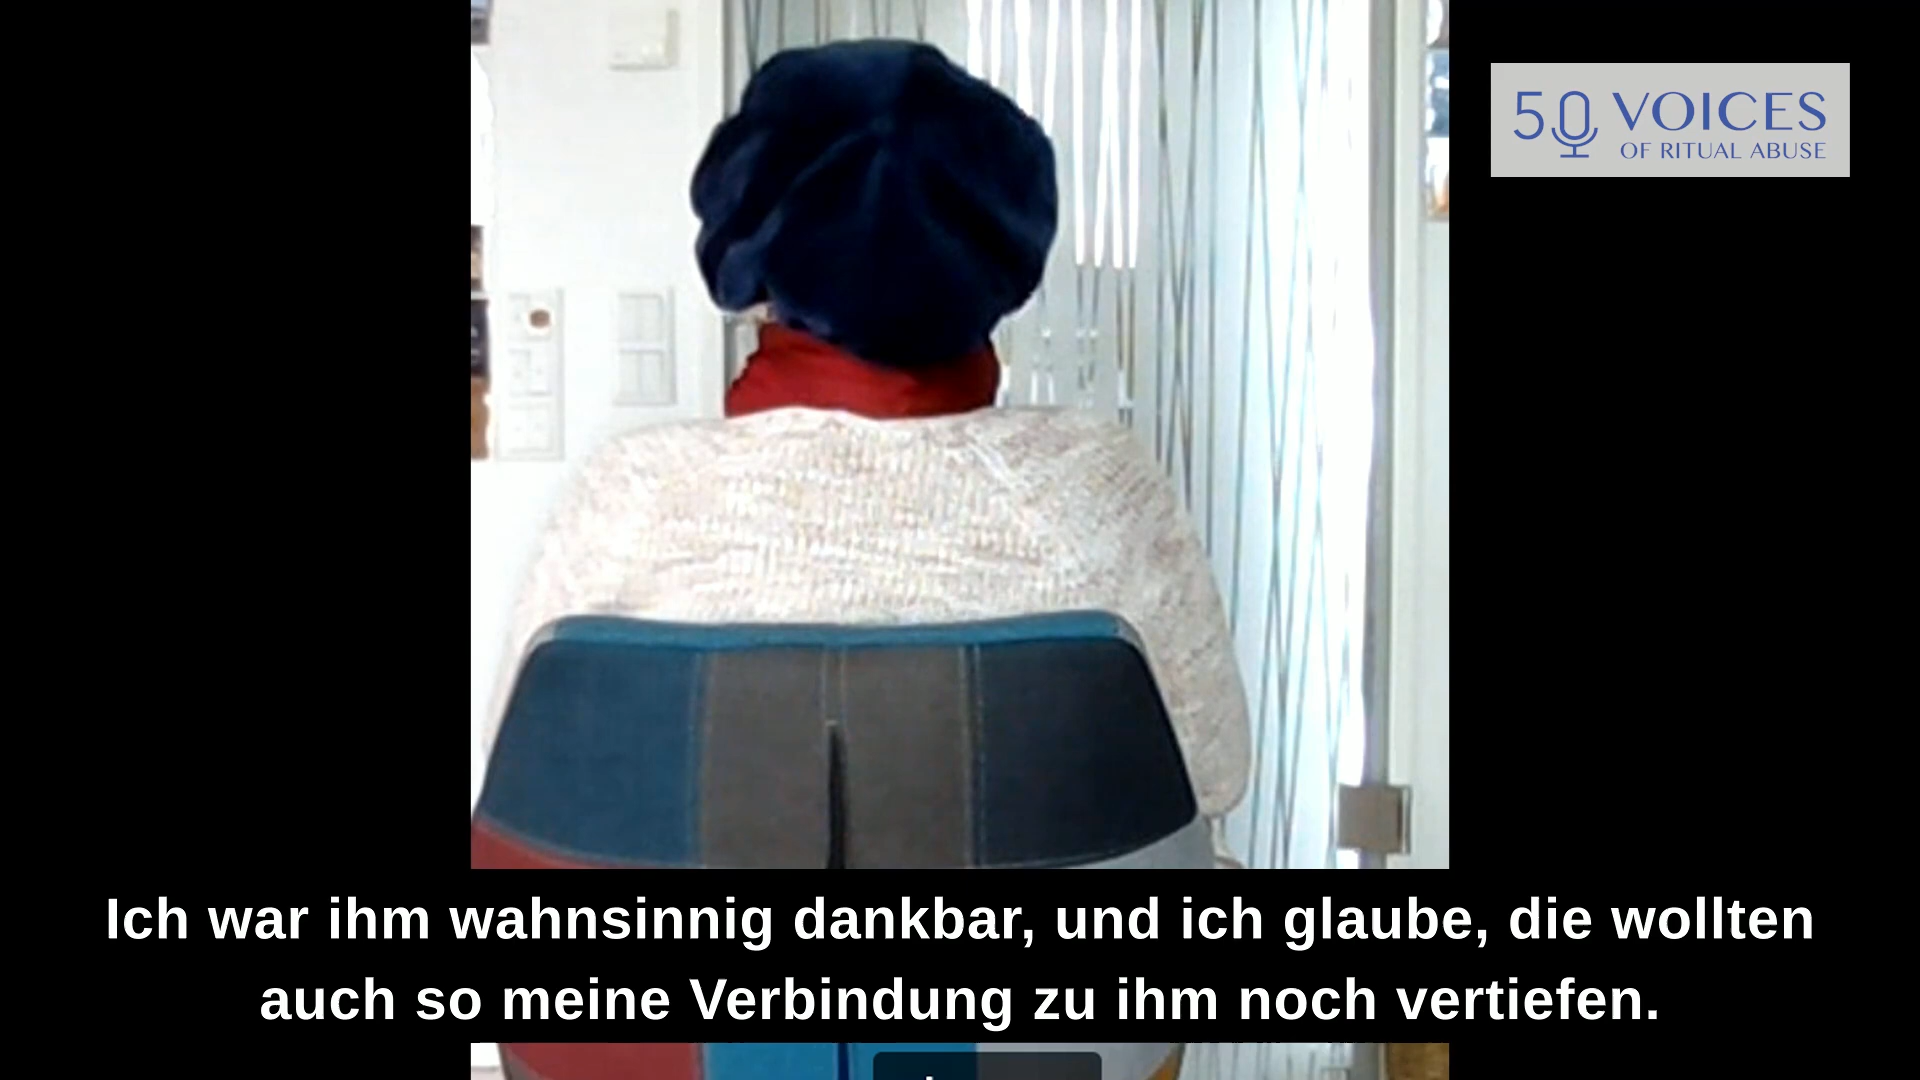 50 VOICES
OF RITUAL ABUSE
Ich war ihm wahnsinnig dankbar, und ich glaube, die wollten
auch so meine Verbindung zu ihm noch vertiefen.